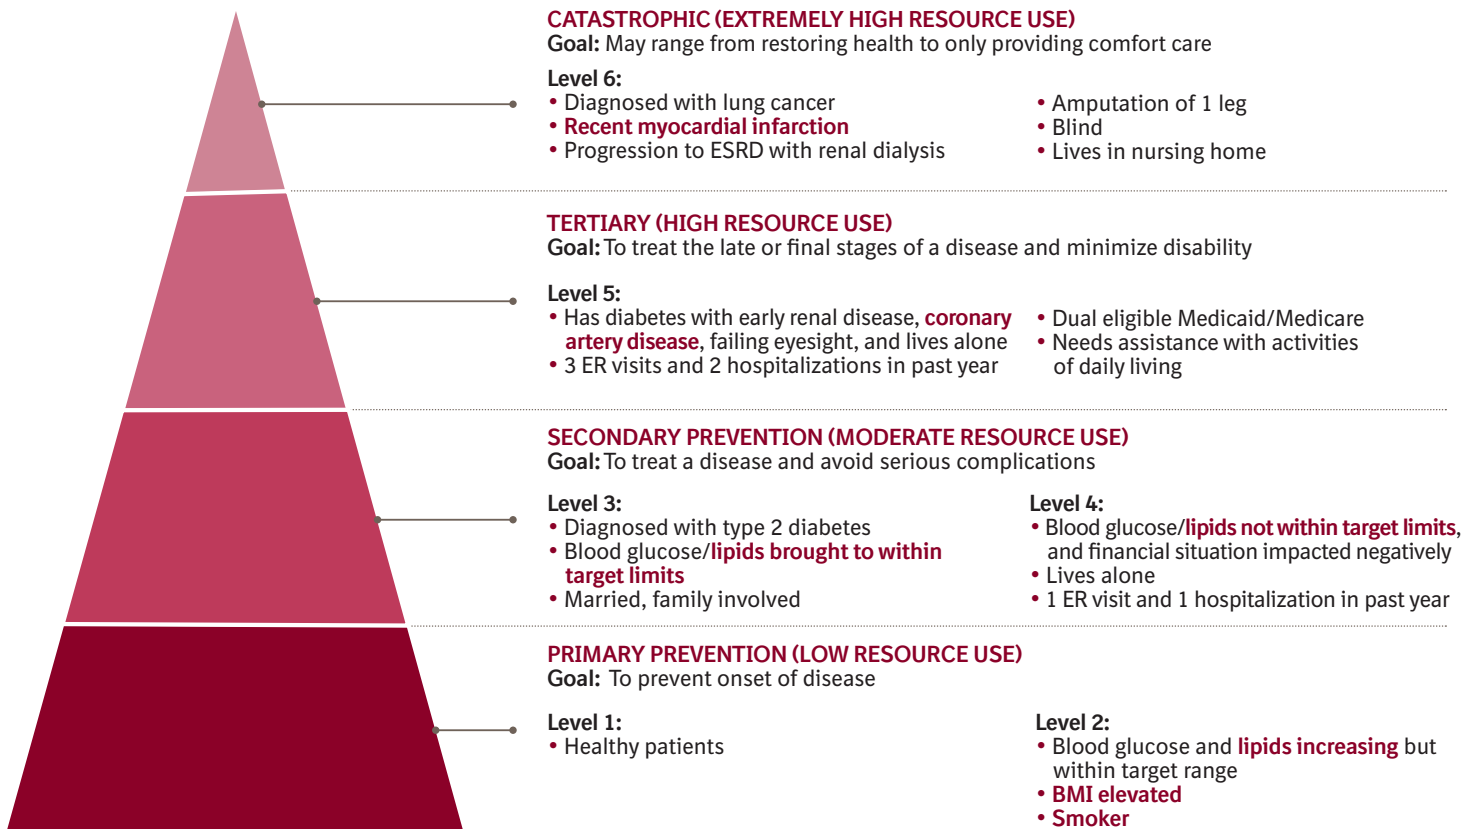 CATASTROPHIC (EXTREMELY HIGH RESOURCE USE)
Goal: May range from restoring health to only providing comfort care
Level 6:
• Diagnosed with lung cancer
• Recent myocardial infarction
• Progression to ESRD with renal dialysis
• Amputation of 1 leg
• Blind
• Lives in nursing home
TERTIARY (HIGH RESOURCE USE)
Goal: To treat the late or final stages of a disease and minimize disability
Level 5:
• Has diabetes with early renal disease, coronary
artery disease, failing eyesight, and lives alone
• 3 ER visits and 2 hospitalizations in past year
• Dual eligible Medicaid/Medicare
• Needs assistance with activities
of daily living
SECONDARY PREVENTION (MODERATE RESOURCE USE)
Goal: To treat a disease and avoid serious complications
Level 3:
• Diagnosed with type 2 diabetes
• Blood glucose/lipids brought to within
target limits
• Married, family involved
Level 4:
• Blood glucose/lipids not within target limits,
and financial situation impacted negatively
• Lives alone
• 1 ER visit and 1 hospitalization in past year
PRIMARY PREVENTION (LOW RESOURCE USE)
Goal: To prevent onset of disease
Level 1:
• Healthy patients
Level 2:
• Blood glucose and lipids increasing but
within target range
• BMI elevated
• Smoker